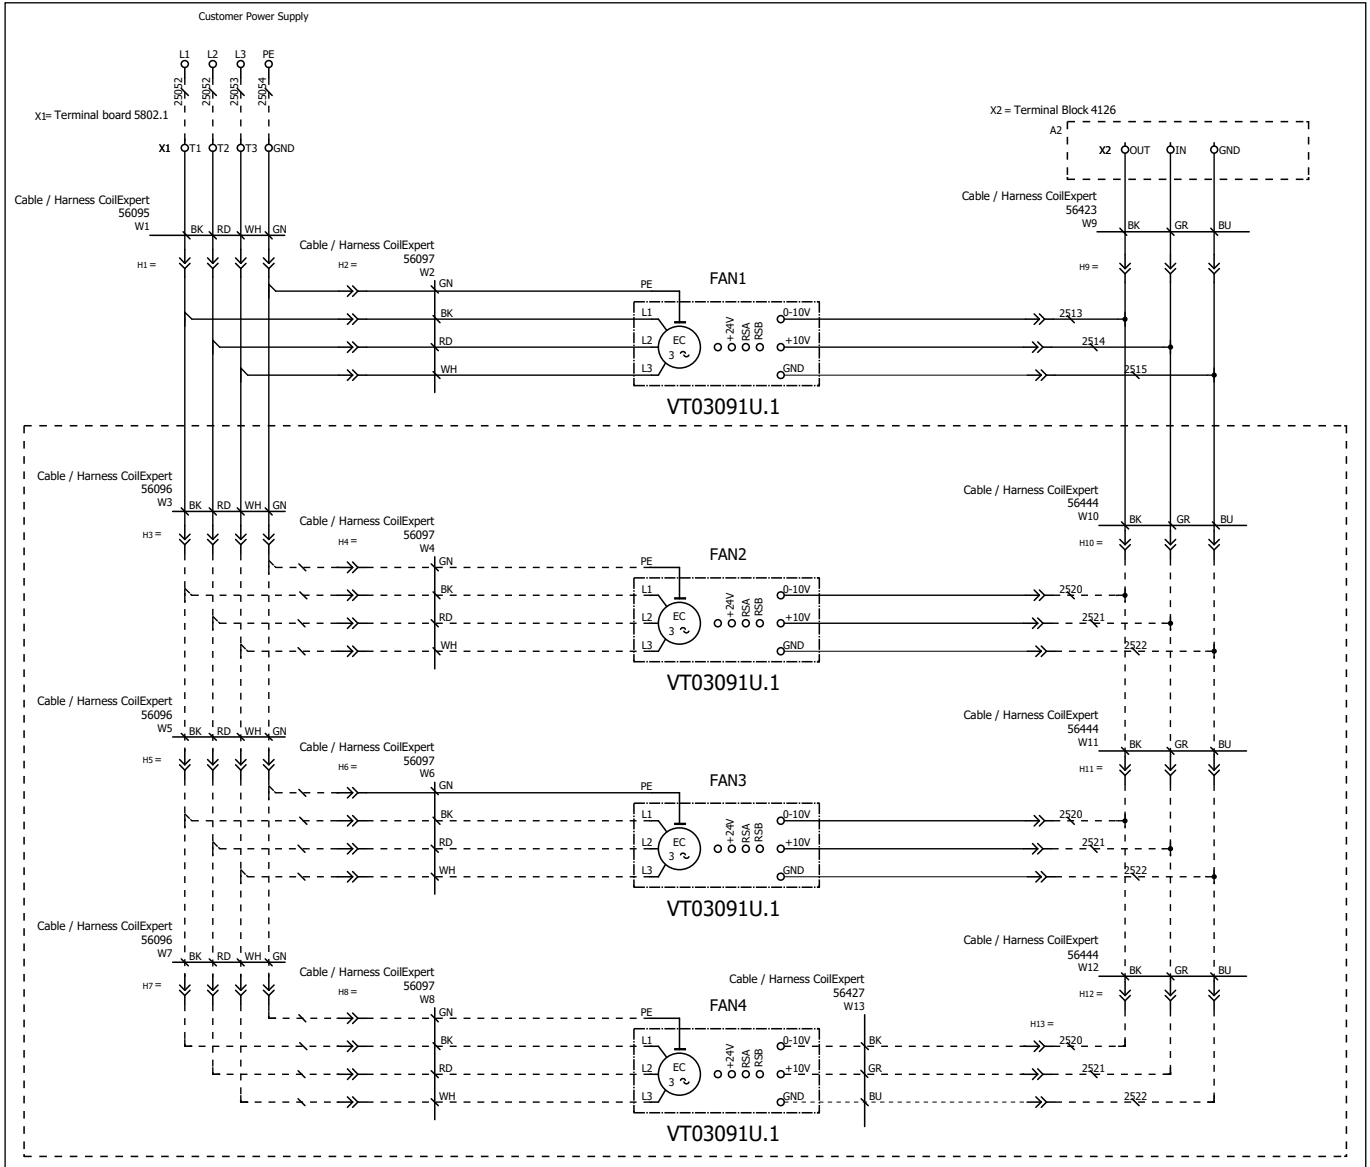 Customer Power Supply
L1 L2 L3 PE
25052 25052 25053 25054
X1= Terminal board 5802.1
X1 T1 T2 T3 GND
X2 = Terminal Block 4126
A2
X2 OUT IN GND
Cable / Harness CoilExpert
56095
W1 BK RD WH GN
H1 =
Cable / Harness CoilExpert
56423
W9 BK GR BU
H9 =
Cable / Harness CoilExpert
H2 = 56097
W2
GN
BK
RD
WH
FAN1
PE
L1
L2
L3
EC
3 ~
+24V
RSA
RSB
0-10V
+10V
GND
2513
2514
2515
VT03091U.1
Cable / Harness CoilExpert
56096
W3 BK RD WH GN
H3 =
Cable / Harness CoilExpert
56444
W10 BK GR BU
H10 =
Cable / Harness CoilExpert
H4 = 56097
W4
GN
BK
RD
WH
FAN2
PE
L1
L2
L3
EC
3 ~
+24V
RSA
RSB
0-10V
+10V
GND
2520
2521
2522
VT03091U.1
Cable / Harness CoilExpert
56096
W5 BK RD WH GN
H5 =
Cable / Harness CoilExpert
56444
W11 BK GR BU
H11 =
Cable / Harness CoilExpert
H6 = 56097
W6
GN
BK
RD
WH
FAN3
PE
L1
L2
L3
EC
3 ~
+24V
RSA
RSB
0-10V
+10V
GND
2520
2521
2522
VT03091U.1
Cable / Harness CoilExpert
56096
W7 BK RD WH GN
H7 =
Cable / Harness CoilExpert
56444
W12 BK GR BU
H12 =
Cable / Harness CoilExpert
H8 = 56097
W8
GN
BK
RD
WH
FAN4
PE
L1
L2
L3
EC
3 ~
+24V
RSA
RSB
0-10V
+10V
GND
Cable / Harness CoilExpert
56427
W13
BK
GR
BU
H13 =
2520
2521
2522
VT03091U.1